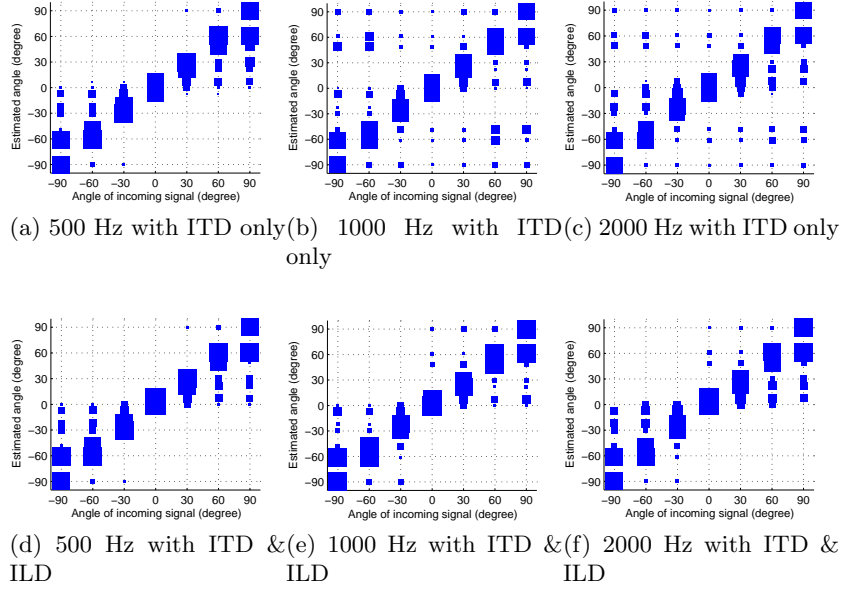 90
60
30
0
−30
−60
−90
−90 −60 −30 0 30 60 90
Estimated angle (degree)
Angle of incoming signal (degree)
90
60
30
0
−30
−60
−90
−90 −60 −30 0 30 60 90
Estimated angle (degree)
Angle of incoming signal (degree)
90
60
30
0
−30
−60
−90
−90 −60 −30 0 30 60 90
Estimated angle (degree)
Angle of incoming signal (degree)
(a) 500 Hz with ITD only
(b) 1000 Hz with ITD
only
(c) 2000 Hz with ITD only
90
60
30
0
−30
−60
−90
−90 −60 −30 0 30 60 90
Estimated angle (degree)
Angle of incoming signal (degree)
90
60
30
0
−30
−60
−90
−90 −60 −30 0 30 60 90
Estimated angle (degree)
Angle of incoming signal (degree)
90
60
30
0
−30
−60
−90
−90 −60 −30 0 30 60 90
Estimated angle (degree)
Angle of incoming signal (degree)
(d) 500 Hz with ITD &
ILD
(e) 1000 Hz with ITD &
ILD
(f) 2000 Hz with ITD &
ILD